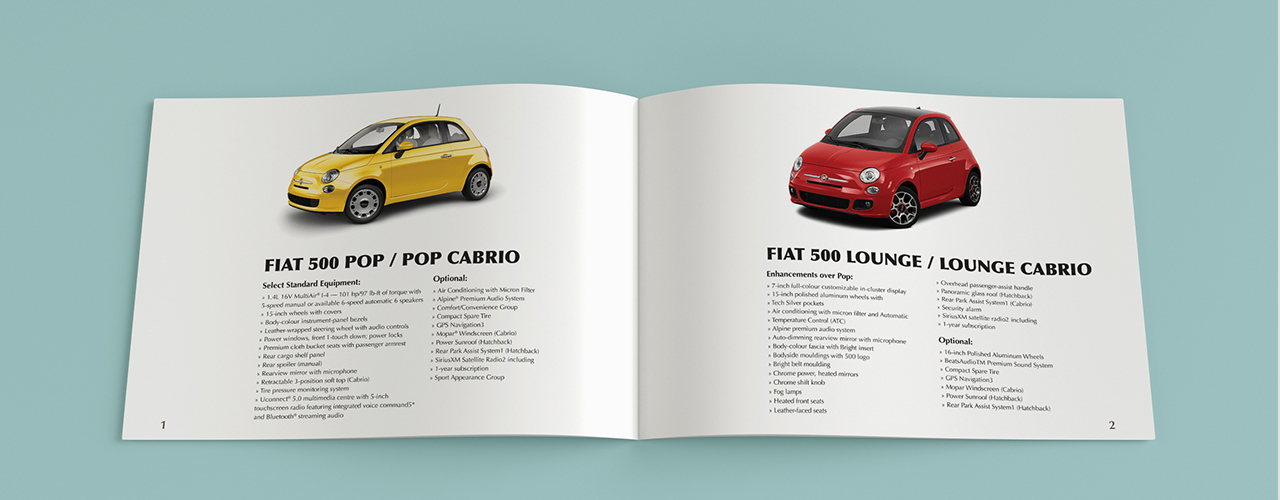 FIAT 500 POP / POP CABRIO
Select Standard Equipment:
» 1.4L 16V MultiAir® I-4 — 101 hp/97 lb-ft of torque with
5-speed manual or available 6-speed automatic 6 speakers
» 15-inch wheels with covers
» Body-colour instrument-panel bezels
» Leather-wrapped steering wheel with audio controls
» Power windows, front 1-touch down; power locks
» Premium cloth bucket seats with passenger armrest
» Rear cargo shelf panel
» Rear spoiler (manual)
» Rearview mirror with microphone
» Retractable 3-position soft top (Cabrio)
» Tire pressure monitoring system
» Uconnect® 5.0 multimedia centre with 5-inch
touchscreen radio featuring integrated voice command5*
and Bluetooth® streaming audio
Optional:
» Air Conditioning with Micron Filter
» Alpine® Premium Audio System
» Comfort/Convenience Group
» Compact Spare Tire
» GPS Navigation3
» Mopar® Windscreen (Cabrio)
» Power Sunroof (Hatchback)
» Rear Park Assist System1 (Hatchback)
» SiriusXM Satellite Radio2 including
» 1-year subscription
» Sport Appearance Group
1
FIAT 500 LOUNGE / LOUNGE CABRIO
Enhancements over Pop:
» 7-inch full-colour customizable in-cluster display
» 15-inch polished aluminum wheels with
» Tech Silver pockets
» Air conditioning with micron filter and Automatic
» Temperature Control (ATC)
» Alpine premium audio system
» Auto-dimming rearview mirror with microphone
» Body-colour fascia with Bright insert
» Bodyside mouldings with 500 logo
» Bright belt moulding
» Chrome power, heated mirrors
» Chrome shift knob
» Fog lamps
» Heated front seats
» Leather-faced seats
» Overhead passenger-assist handle
» Panoramic glass roof (Hatchback)
» Rear Park Assist System1 (Cabrio)
» Security alarm
» SiriusXM satellite radio2 including
» 1-year subscription
Optional:
» 16-inch Polished Aluminum Wheels
» BeatsAudioTM Premium Sound System
» Compact Spare Tire
» GPS Navigation3
» Mopar Windscreen (Cabrio)
» Power Sunroof (Hatchback)
» Rear Park Assist System1 (Hatchback)
2